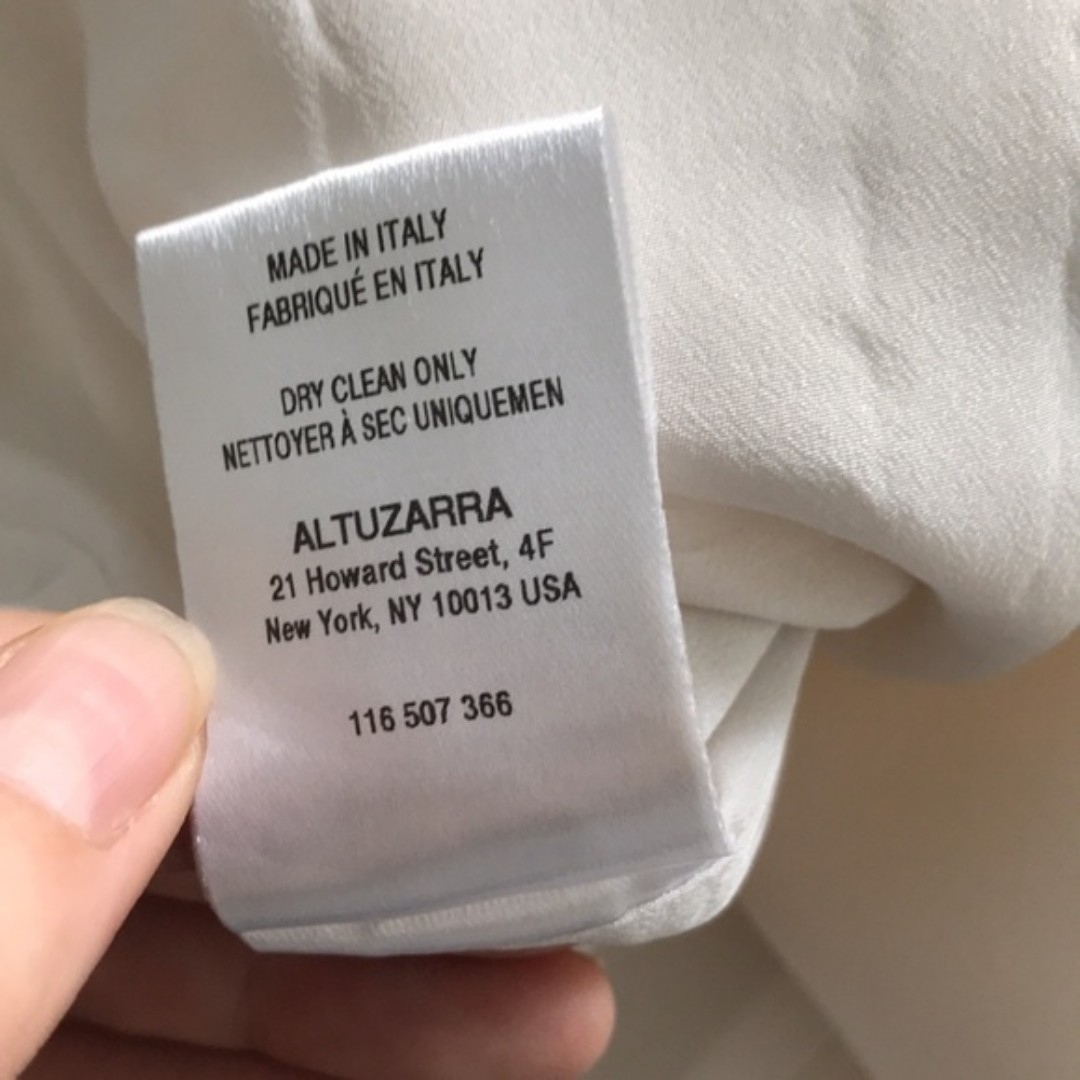 MADE IN ITALY
FABRIQUÉ EN ITALY
DRY CLEAN ONLY
NETTOYER À SEC UNIQUEMEN
ALTUZARRA
21 Howard Street, 4F
New York, NY 10013 USA
116 507 366